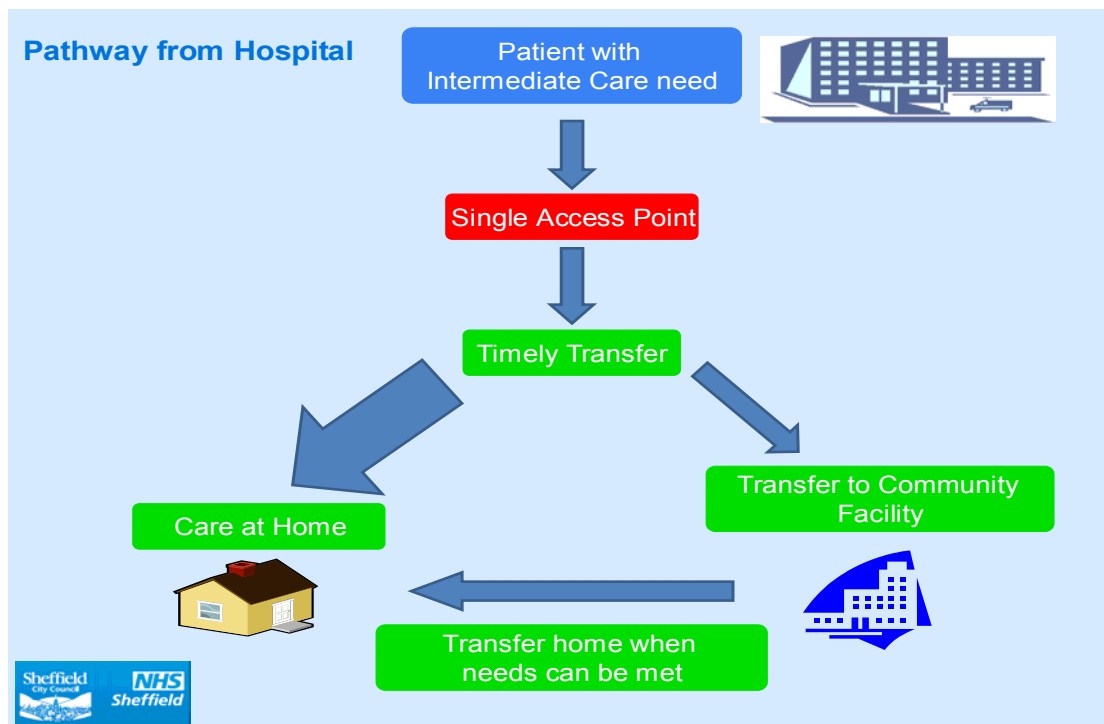 Pathway from Hospital
Patient with
Intermediate Care need
Single Access Point
Timely Transfer
Transfer to Community
Facility
Care at Home
Transfer home when
needs can be met
Sheffield
City Council
NHS
Sheffield